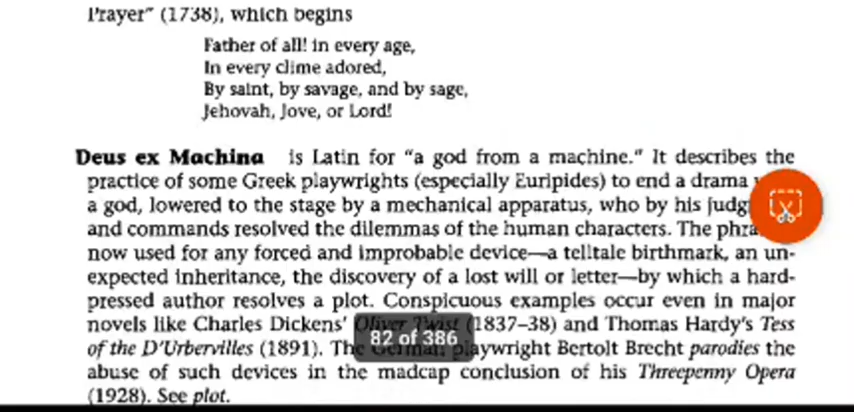 Prayer" (1738), which begins
Father of all! in every age,
In every clime adored,
By saint, by savage, and by sage,
Jehovah, Jove, or Lord!
Deus ex Machina is Latin for "a god from a machine." It describes the
practice of some Greek playwrights (especially Euripides) to end a drama
a god, lowered to the stage by a mechanical apparatus, who by his
and commands resolved the dilemmas of the human characters. The
now used for any forced and improbable device—a telltale birthmark, an un-
expected inheritance, the discovery of a lost will or letter—by which a hard-
pressed author resolves a plot. Conspicuous examples occur even in major
novels like Charles Dickens' Oliver Twist (1837–38) and Thomas Hardy's Tess
82 of 386
of the D'Urbervilles (1891). The German playwright Bertolt Brecht parodies the
abuse of such devices in the madcap conclusion of his Threepenny Opera
(1928). See plot.